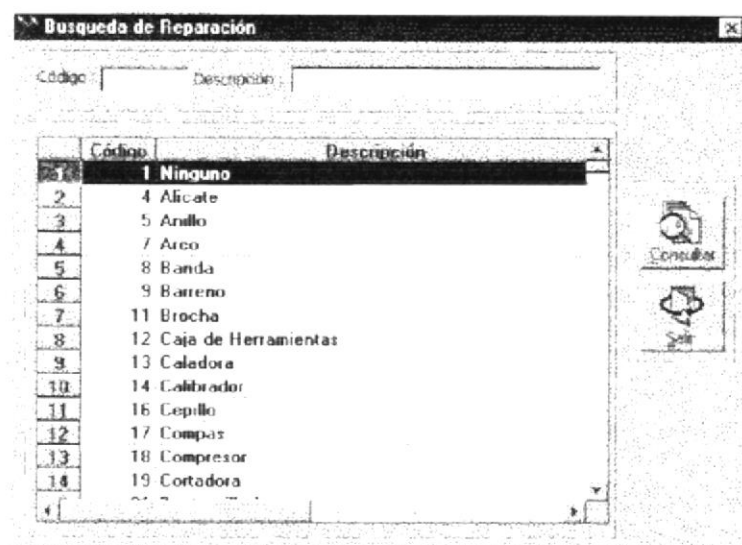 Busqueda de Reparación
Código: Descripción:
Código Descripción
1 1 Ninguno
2 4 Alicate
3 5 Anillo
4 7 Arco
5 8 Banda
6 9 Barreno
7 11 Brocha
8 12 Caja de Herramientas
9 13 Caladora
10 14 Calibrador
11 16 Cepillo
12 17 Compas
13 18 Compresor
14 19 Cortadora
Consultar
Salir